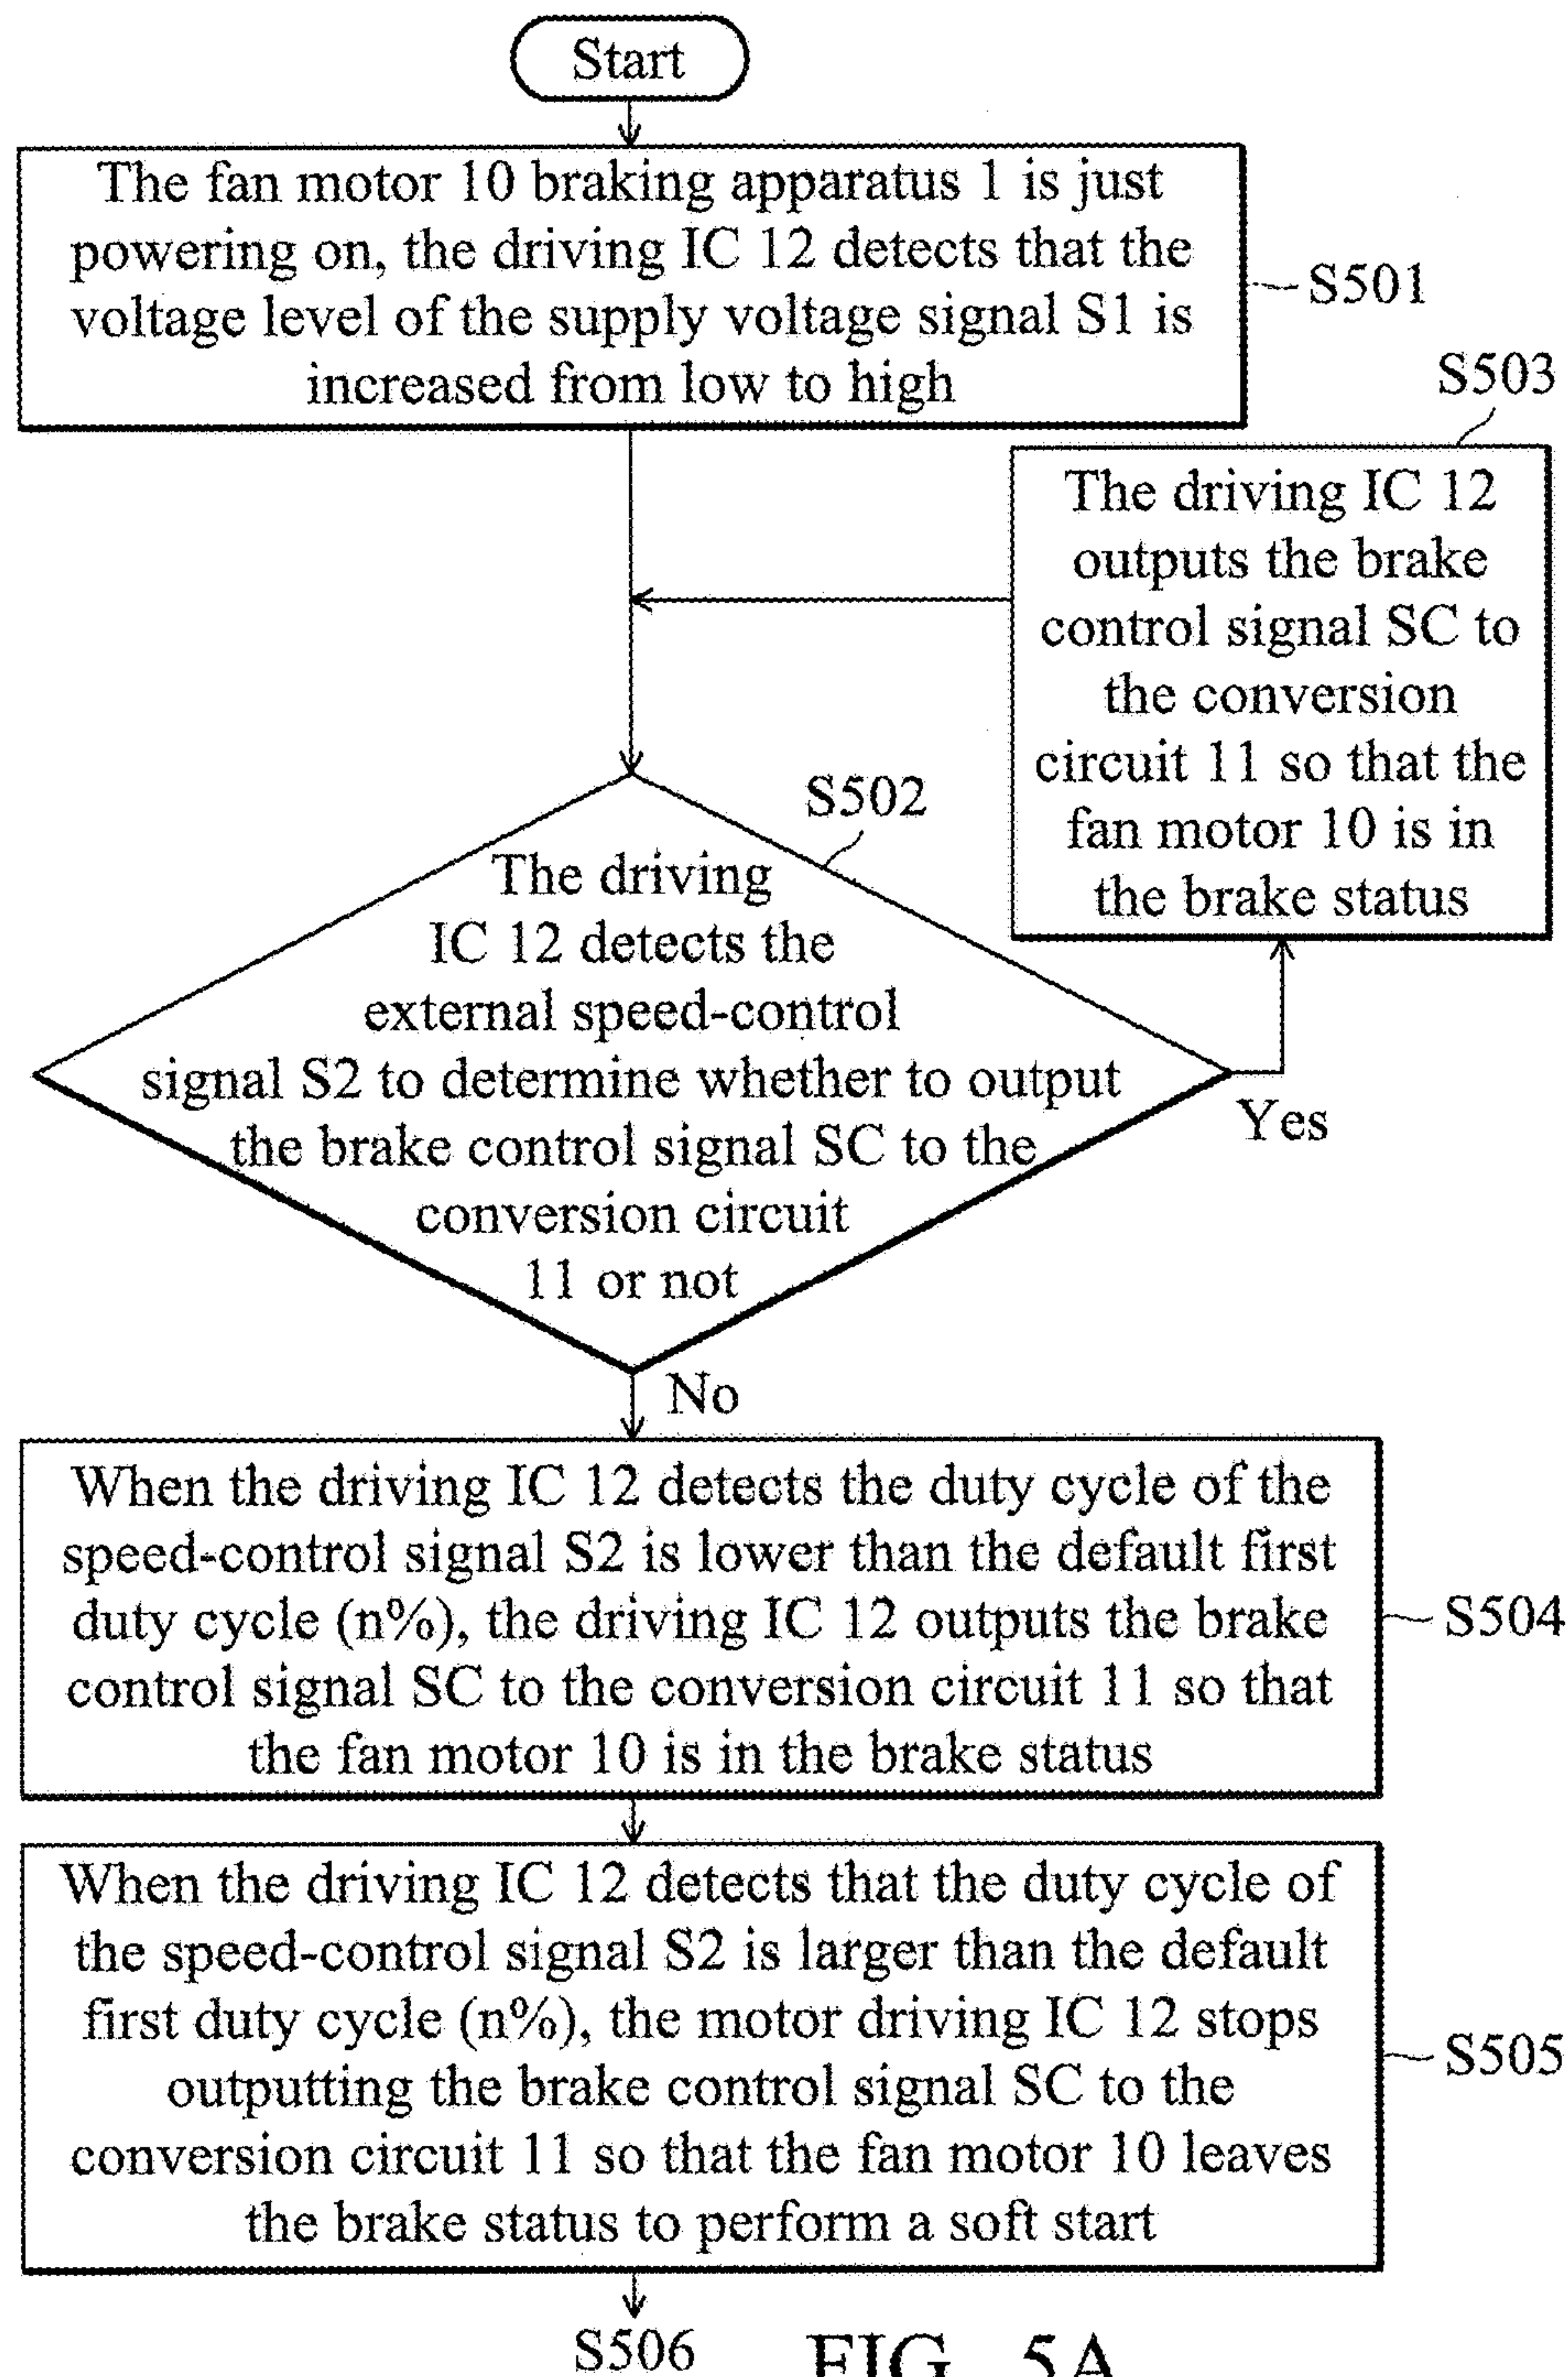 Start
The fan motor 10 braking apparatus 1 is just
powering on, the driving IC 12 detects that the
voltage level of the supply voltage signal S1 is
increased from low to high
S501
S503
The driving IC 12
outputs the brake
control signal SC to
the conversion
circuit 11 so that the
fan motor 10 is in
the brake status
S502
The driving
IC 12 detects the
external speed-control
signal S2 to determine whether to output
the brake control signal SC to the
conversion circuit
11 or not
Yes
No
When the driving IC 12 detects the duty cycle of the
speed-control signal S2 is lower than the default first
duty cycle (n%), the driving IC 12 outputs the brake
control signal SC to the conversion circuit 11 so that
the fan motor 10 is in the brake status
S504
When the driving IC 12 detects that the duty cycle of
the speed-control signal S2 is larger than the default
first duty cycle (n%), the motor driving IC 12 stops
outputting the brake control signal SC to the
conversion circuit 11 so that the fan motor 10 leaves
the brake status to perform a soft start
S505
S506
FIG. 5A